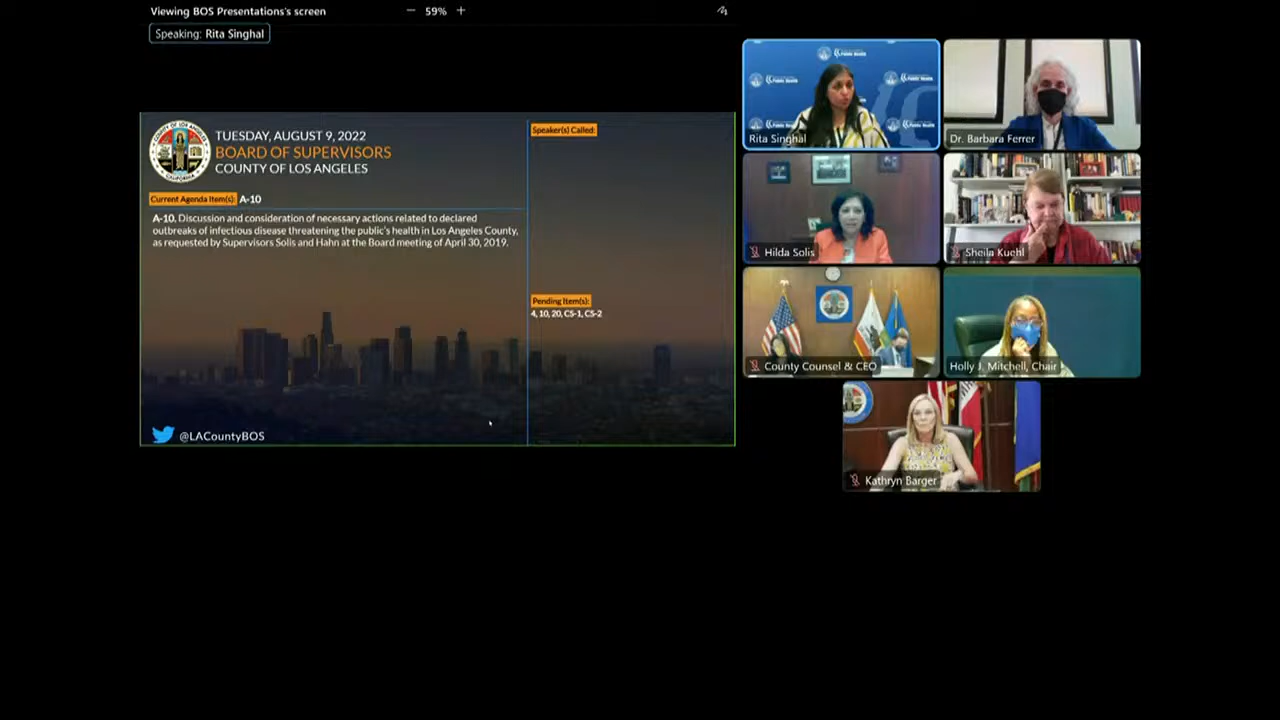 Viewing BOS Presentations's screen
59%
Speaking: Rita Singhal
TUESDAY, AUGUST 9, 2022
BOARD OF SUPERVISORS
COUNTY OF LOS ANGELES
Current Agenda Item(s): A-10
A-10. Discussion and consideration of necessary actions related to declared
outbreaks of infectious disease threatening the public's health in Los Angeles County,
as requested by Supervisors Solis and Hahn at the Board meeting of April 30, 2019.
Speaker(s) Called:
Pending Item(s):
4, 10, 20, CS-1, CS-2
@LACountyBOS
Rita Singhal
Dr. Barbara Ferrer
Hilda Solis
Sheila Kuehl
County Counsel & CEO
Holly J. Mitchell, Chair
Kathryn Barger